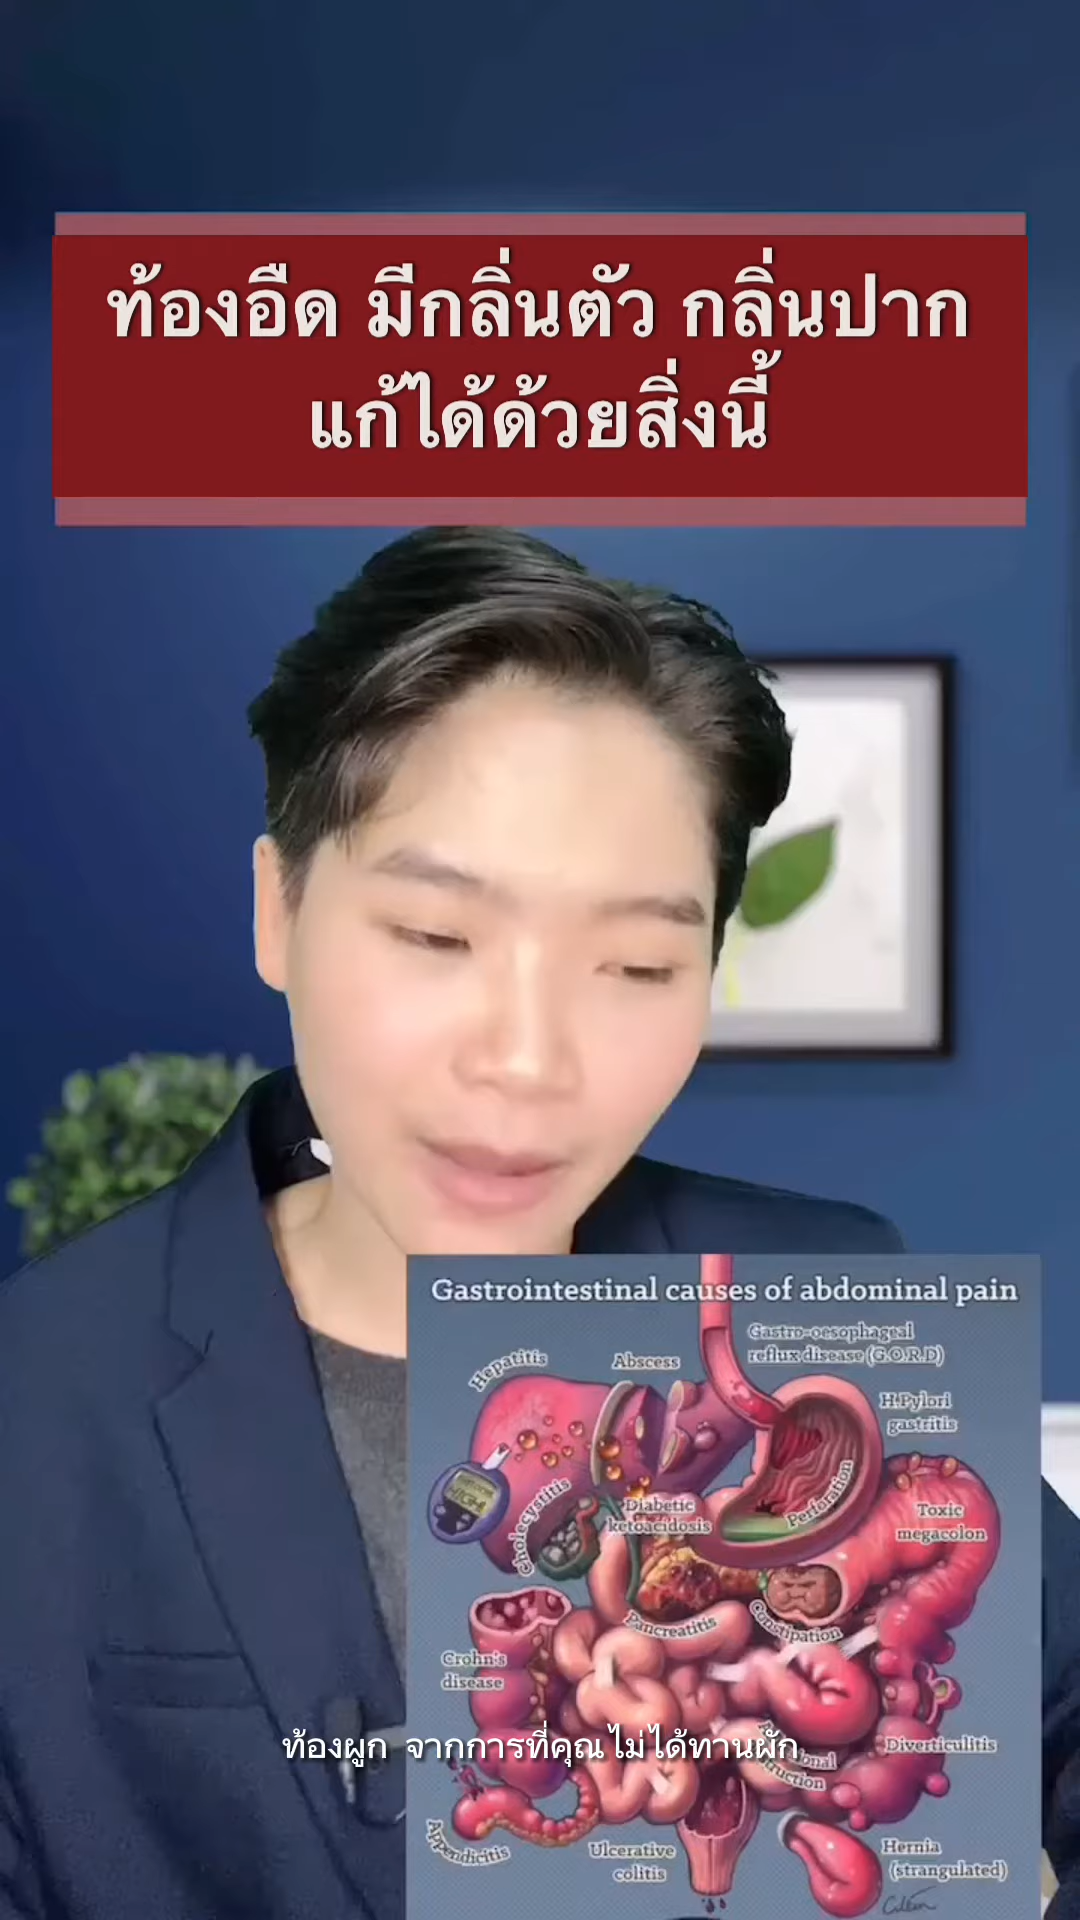 ท้องอืด มีกลิ่นตัว กลิ่นปาก
แก้ได้ด้วยสิ่งนี้
Gastrointestinal causes of abdominal pain
Gastro-oesophageal
reflux disease (G.O.R.D)
Hepatitis
Abscess
H.Pylori
gastritis
HIGH
Cholecystitis
Diabetic
ketoacidosis
Perforation
Toxic
megacolon
Pancreatitis
Constipation
Crohn's
disease
ท้องผูก จากการที่คุณไม่ได้ทานผัก
Diverticulitis
Appendicitis
Ulcerative
colitis
Hernia
(strangulated)